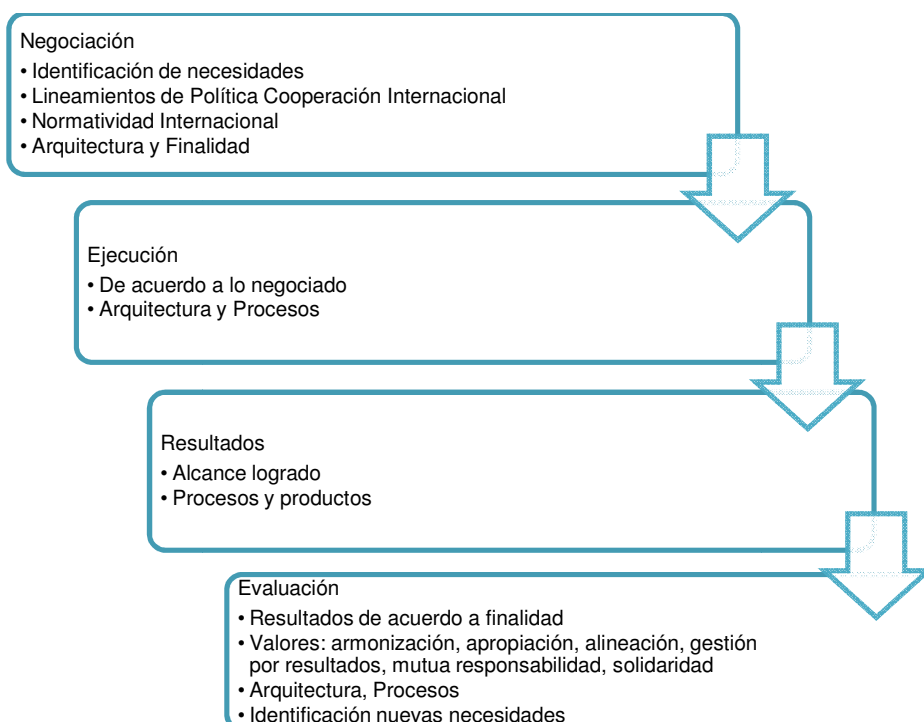 Negociación
• Identificación de necesidades
• Lineamientos de Política Cooperación Internacional
• Normatividad Internacional
• Arquitectura y Finalidad
Ejecución
• De acuerdo a lo negociado
• Arquitectura y Procesos
Resultados
• Alcance logrado
• Procesos y productos
Evaluación
• Resultados de acuerdo a finalidad
• Valores: armonización, apropiación, alineación, gestión
por resultados, mutua responsabilidad, solidaridad
• Arquitectura, Procesos
• Identificación nuevas necesidades